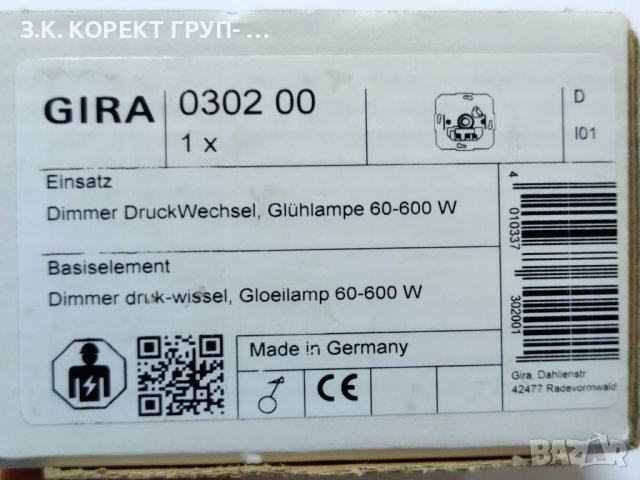 З.К. КОРЕКТ ГРУП- ...
GIRA
0302 00
1 x
D
I01
Einsatz
Dimmer DruckWechsel, Glühlampe 60-600 W
Basiselement
Dimmer druk-wissel, Gloeilamp 60-600 W
4 010337 302001
Made in Germany
CE
Gira, Dahlienstr
42477 Radevormwald
BAZAR